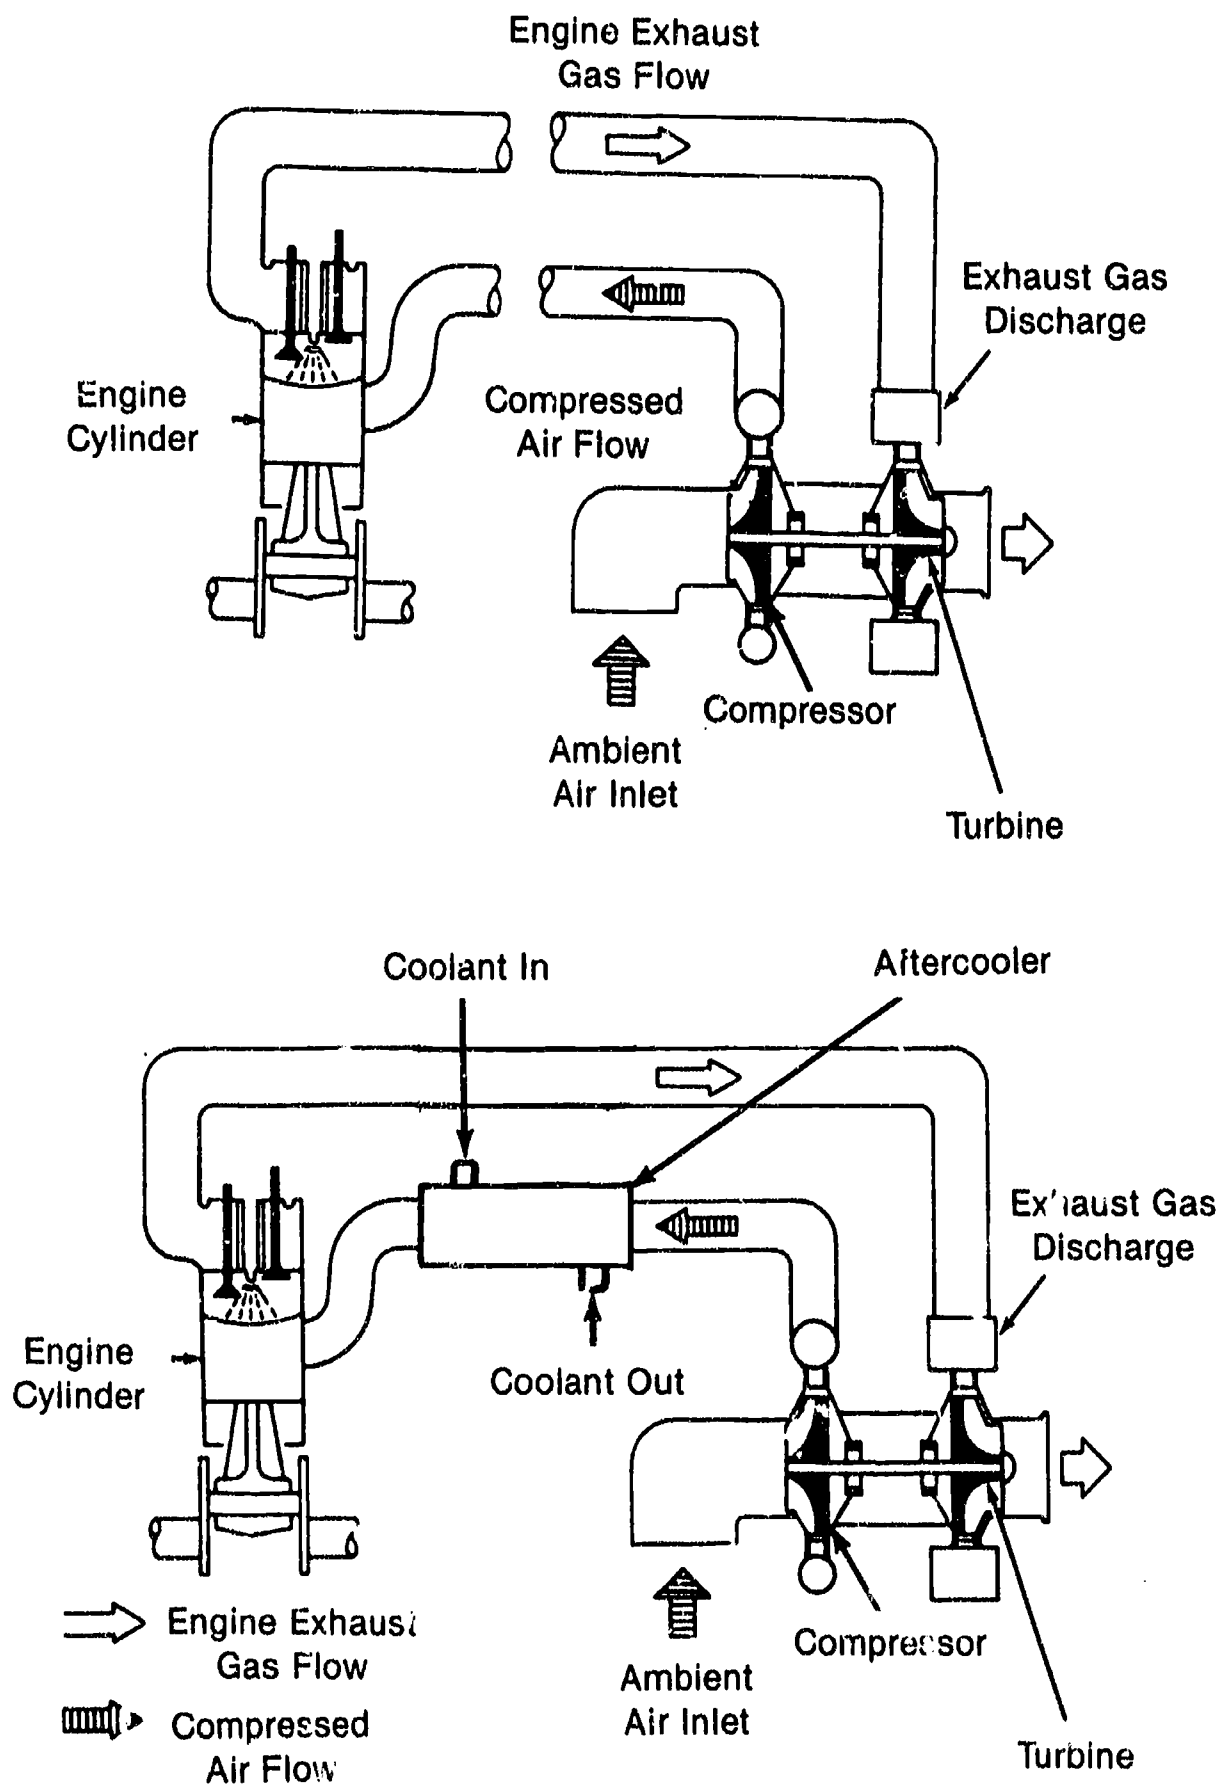 Engine Exhaust
Gas Flow
Exhaust Gas
Discharge
Engine
Cylinder
Compressed
Air Flow
Compressor
Ambient
Air Inlet
Turbine
Coolant In
Aftercooler
Exhaust Gas
Discharge
Engine
Cylinder
Coolant Out
Engine Exhaust
Gas Flow
Compressor
Ambient
Air Inlet
Compressed
Air Flow
Turbine